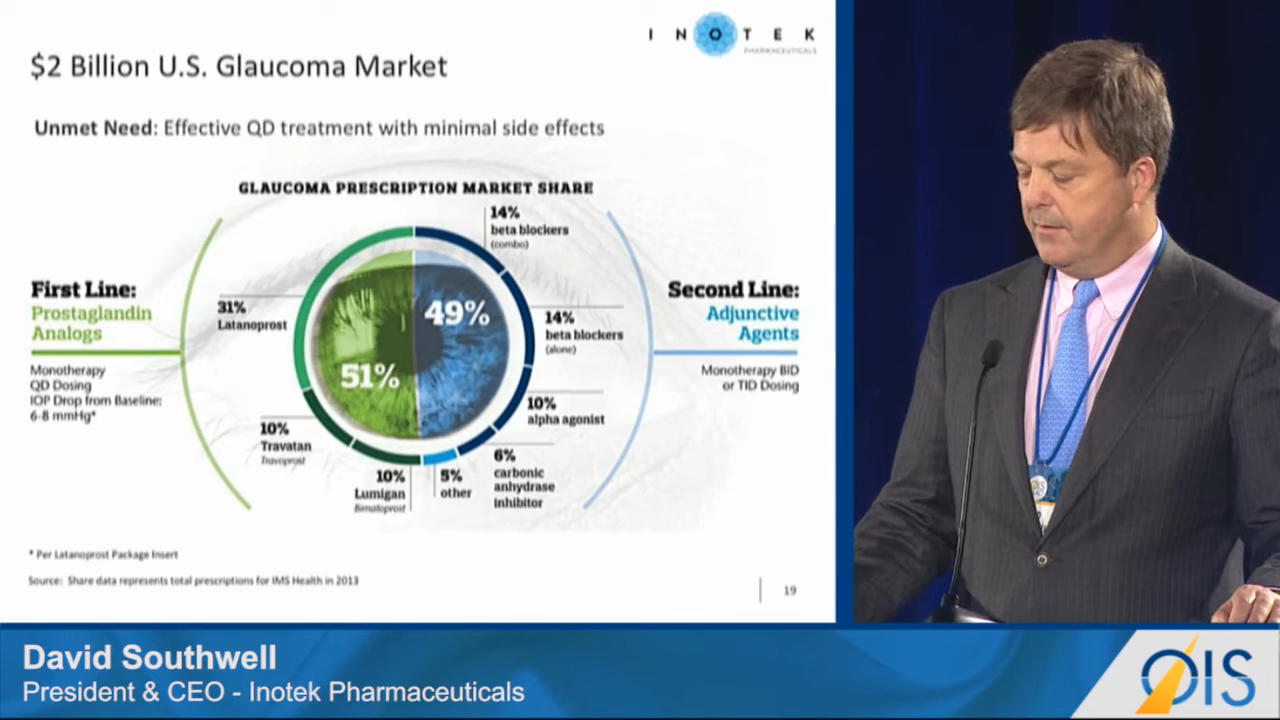 INOTEK
PHARMACEUTICALS
$2 Billion U.S. Glaucoma Market
Unmet Need: Effective QD treatment with minimal side effects
GLAUCOMA PRESCRIPTION MARKET SHARE
First Line:
Prostaglandin
Analogs
Monotherapy
QD Dosing
IOP Drop from Baseline:
6-8 mmHg*
31%
Latanoprost
10%
Travatan
Travoprost
10%
Lumigan
Bimatoprost
51%
49%
14%
beta blockers
(combo)
14%
beta blockers
(alone)
10%
alpha agonist
6%
carbonic
anhydrase
inhibitor
5%
other
Second Line:
Adjunctive
Agents
Monotherapy BID
or TID Dosing
* Per Latanoprost Package Insert
Source: Share data represents total prescriptions for IMS Health in 2013
19
OIS
David Southwell
President & CEO - Inotek Pharmaceuticals
OIS